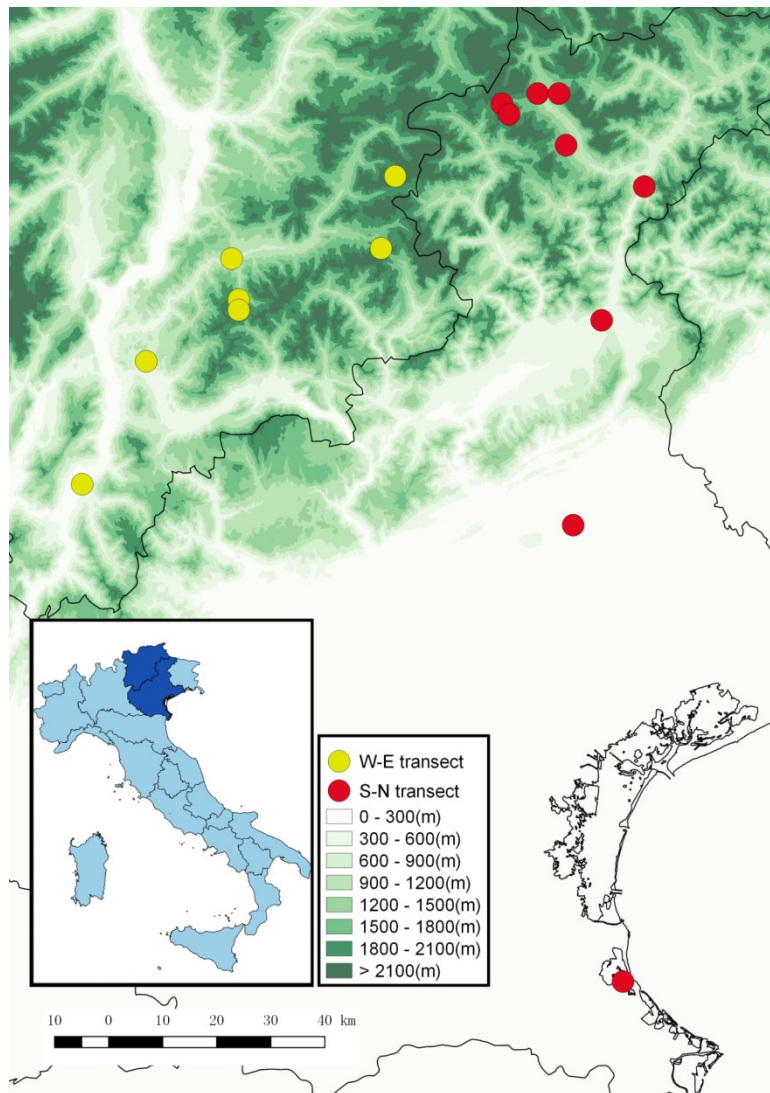 W-E transect
S-N transect
0 - 300(m)
300 - 600(m)
600 - 900(m)
900 - 1200(m)
1200 - 1500(m)
1500 - 1800(m)
1800 - 2100(m)
> 2100(m)
10 0 10 20 30 40 km